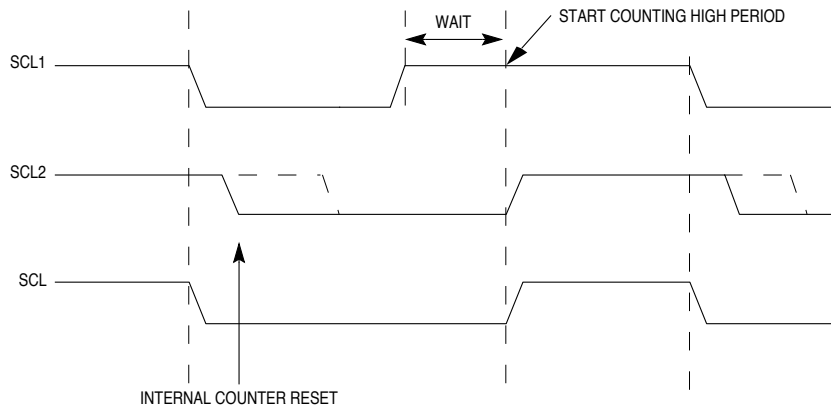 WAIT
START COUNTING HIGH PERIOD
SCL1
SCL2
SCL
INTERNAL COUNTER RESET